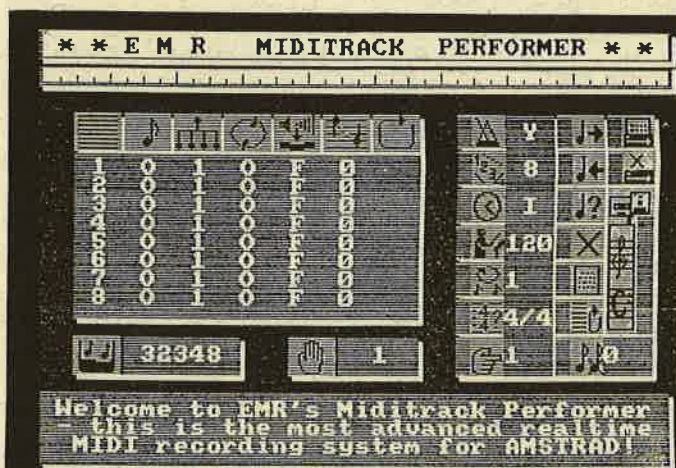 * * E M R MIDITRACK PERFORMER * *
1 0 1 0 F 0
2 0 1 0 F 0
3 0 1 0 F 0
4 0 1 0 F 0
5 0 1 0 F 0
6 0 1 0 F 0
7 0 1 0 F 0
8 0 1 0 F 0
Y
8
I
120
1
4/4
1 0
32348 1
Welcome to EMR's Miditrack Performer
- this is the most advanced realtime
MIDI recording system for AMSTRAD!